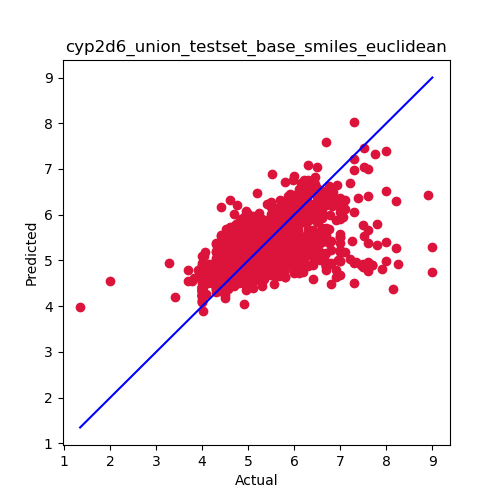 cyp2d6_union_testset_base_smiles_euclidean
9
8
7
6
5
4
3
2
1
Predicted
1 2 3 4 5 6 7 8 9
Actual